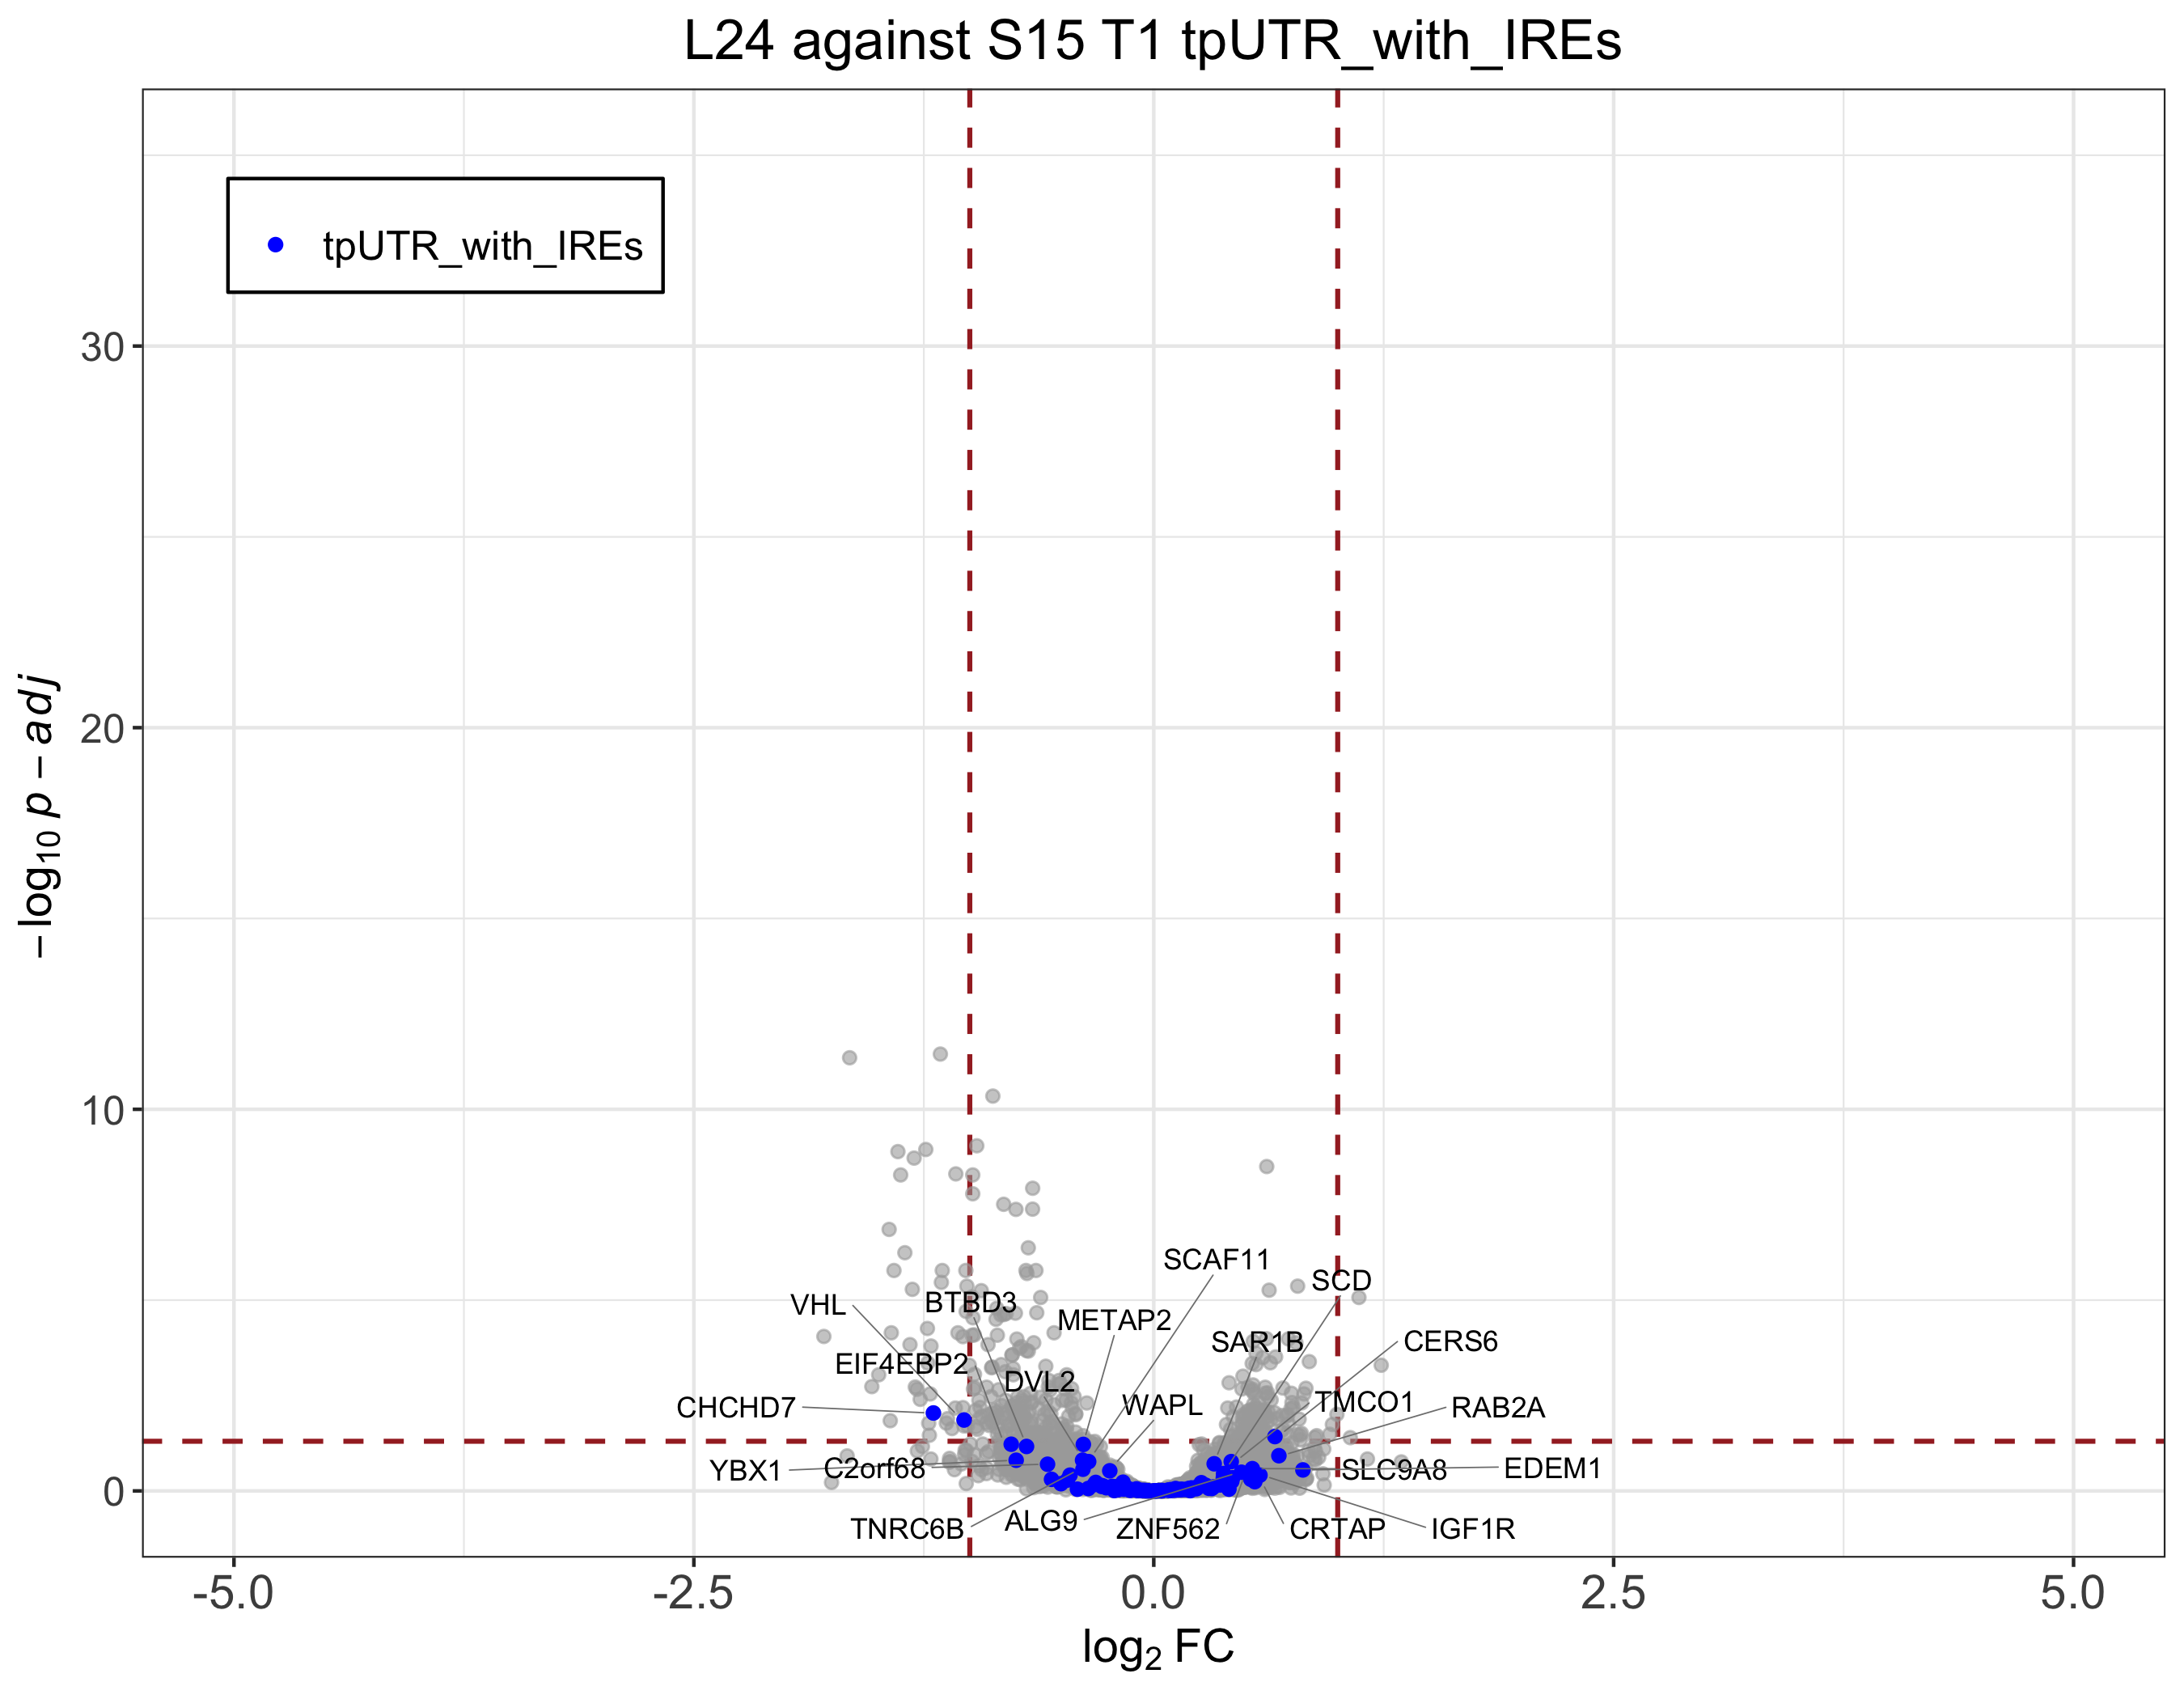 L24 against S15 T1 tpUTR_with_IREs
tpUTR_with_IREs
30
20
10
0
−log10 p − adj
SCAF11
SCD
VHL
BTBD3
METAP2
SAR1B
CERS6
EIF4EBP2
DVL2
CHCHD7
WAPL
TMCO1
RAB2A
YBX1
C2orf68
SLC9A8
EDEM1
TNRC6B
ALG9
ZNF562
CRTAP
IGF1R
-5.0
-2.5
0.0
2.5
5.0
log2 FC